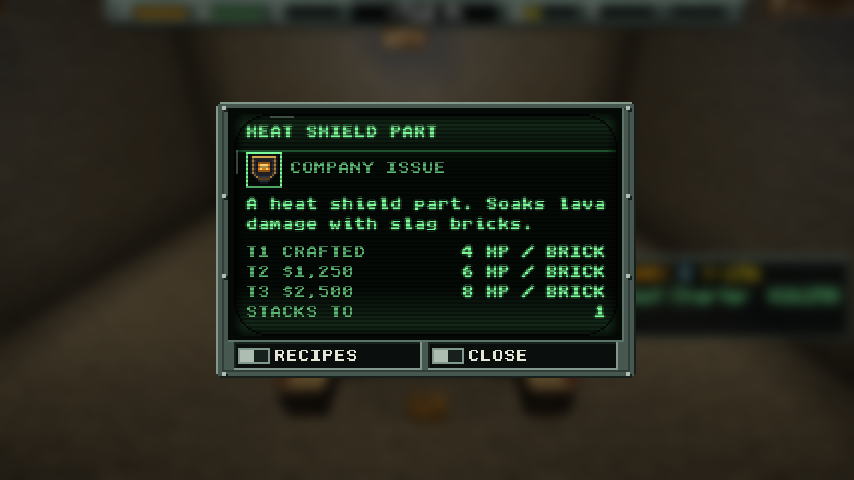 HEAT SHIELD PART
COMPANY ISSUE
A heat shield part. Soaks lava
damage with slag bricks.
T1 CRAFTED 4 HP / BRICK
T2 $1,250 6 HP / BRICK
T3 $2,500 8 HP / BRICK
STACKS TO 1
RECIPES CLOSE